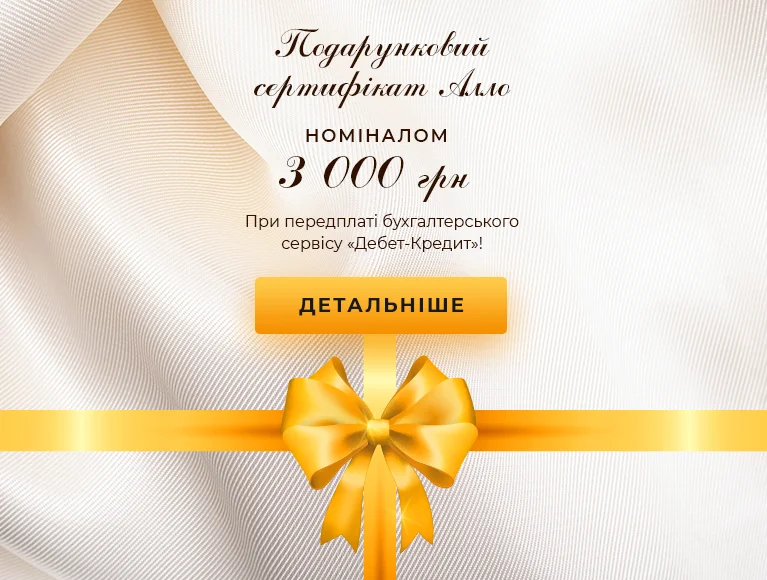 Подарунковий
сертифікат Алло
НОМІНАЛОМ
3 000 грн
При передплаті бухгалтерського
сервісу «Дебет-Кредит»!
ДЕТАЛЬНІШЕ